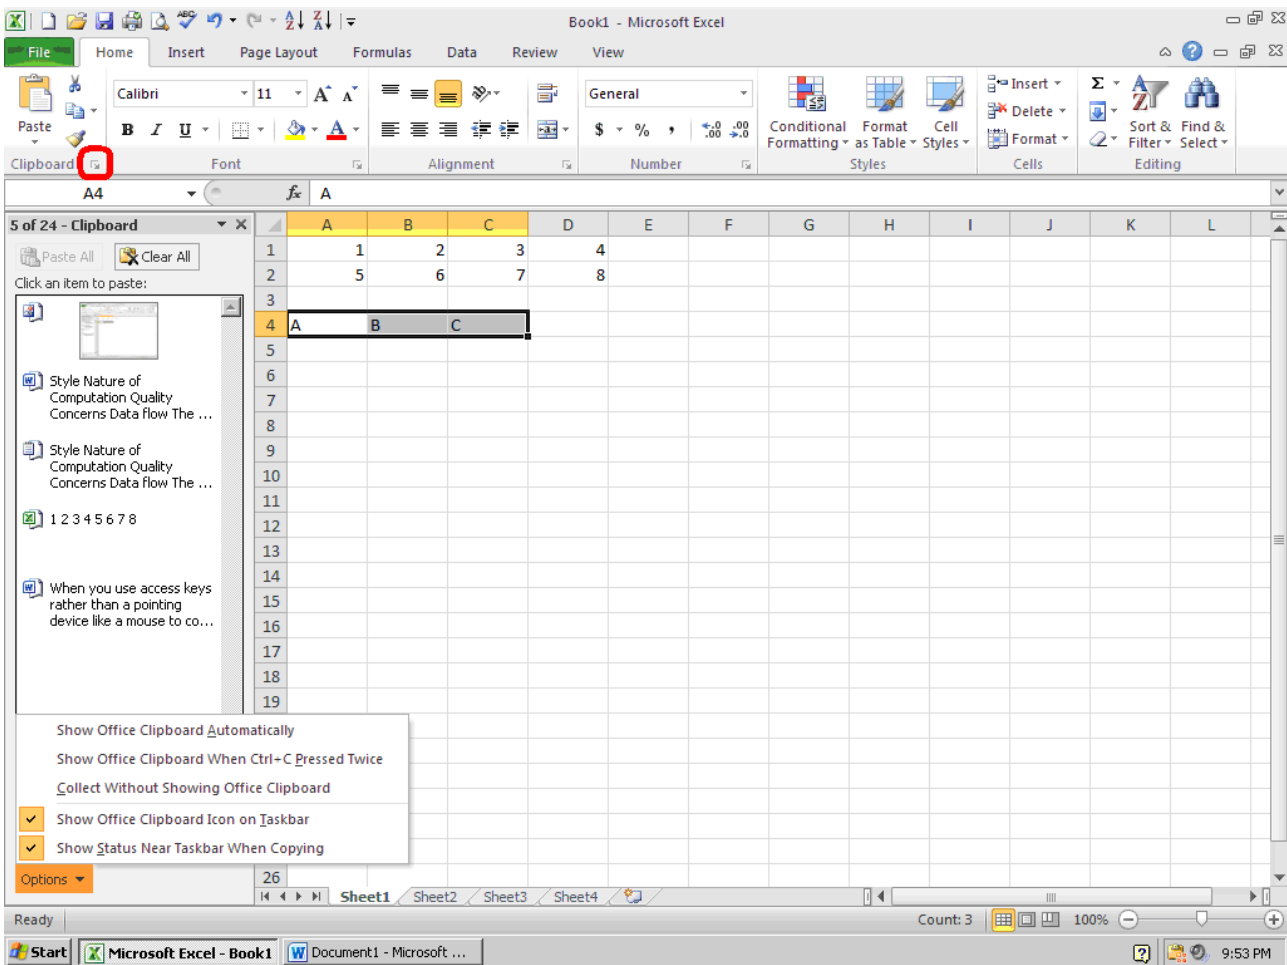 Book1 - Microsoft Excel
File Home Insert Page Layout Formulas Data Review View
Calibri 11 General
Paste
B I U $ % ,
Conditional Formatting
Format as Table
Cell Styles
Insert
Delete
Format
Sort & Filter
Find & Select
Clipboard Font Alignment Number Styles Cells Editing
A4 fx A
5 of 24 - Clipboard
Paste All Clear All
Click an item to paste:
Style Nature of
Computation Quality
Concerns Data flow The ...
Style Nature of
Computation Quality
Concerns Data flow The ...
1 2 3 4 5 6 7 8
When you use access keys
rather than a pointing
device like a mouse to co...
A B C D E F G H I J K L
1 1 2 3 4
2 5 6 7 8
3
4 A B C
5
6
7
8
9
10
11
12
13
14
15
16
17
18
19
Show Office Clipboard Automatically
Show Office Clipboard When Ctrl+C Pressed Twice
Collect Without Showing Office Clipboard
Show Office Clipboard Icon on Taskbar
Show Status Near Taskbar When Copying
Options
26
Sheet1 Sheet2 Sheet3 Sheet4
Ready Count: 3 100%
Start Microsoft Excel - Book1 Document1 - Microsoft ... 9:53 PM